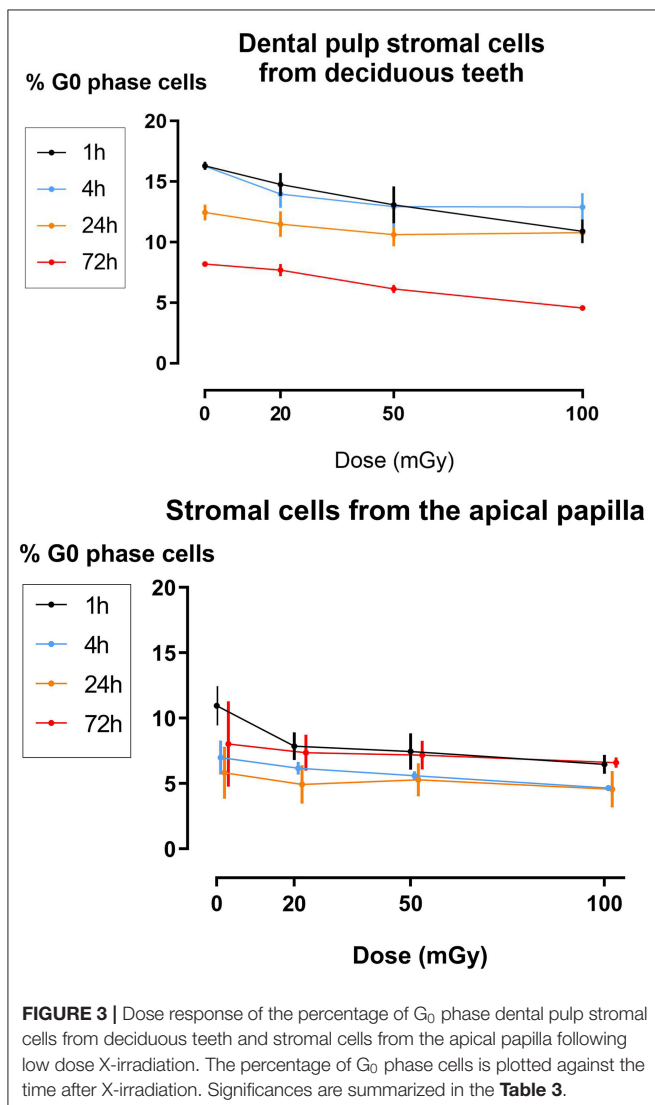 Dental pulp stromal cells
from deciduous teeth
% G0 phase cells
1h
4h
24h
72h
20
15
10
5
0
0 20 50 100
Dose (mGy)
Stromal cells from the apical papilla
% G0 phase cells
1h
4h
24h
72h
20
15
10
5
0
0 20 50 100
Dose (mGy)
FIGURE 3 | Dose response of the percentage of G₀ phase dental pulp stromal
cells from deciduous teeth and stromal cells from the apical papilla following
low dose X-irradiation. The percentage of G₀ phase cells is plotted against the
time after X-irradiation. Significances are summarized in the Table 3.